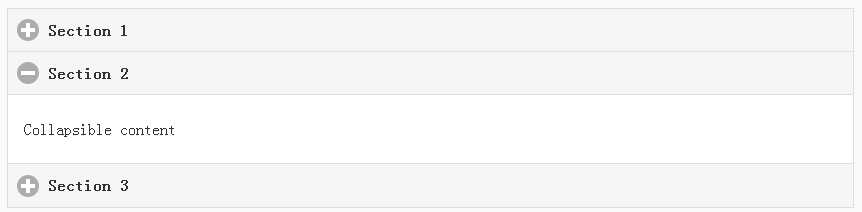 Section 1
Section 2
Collapsible content
Section 3